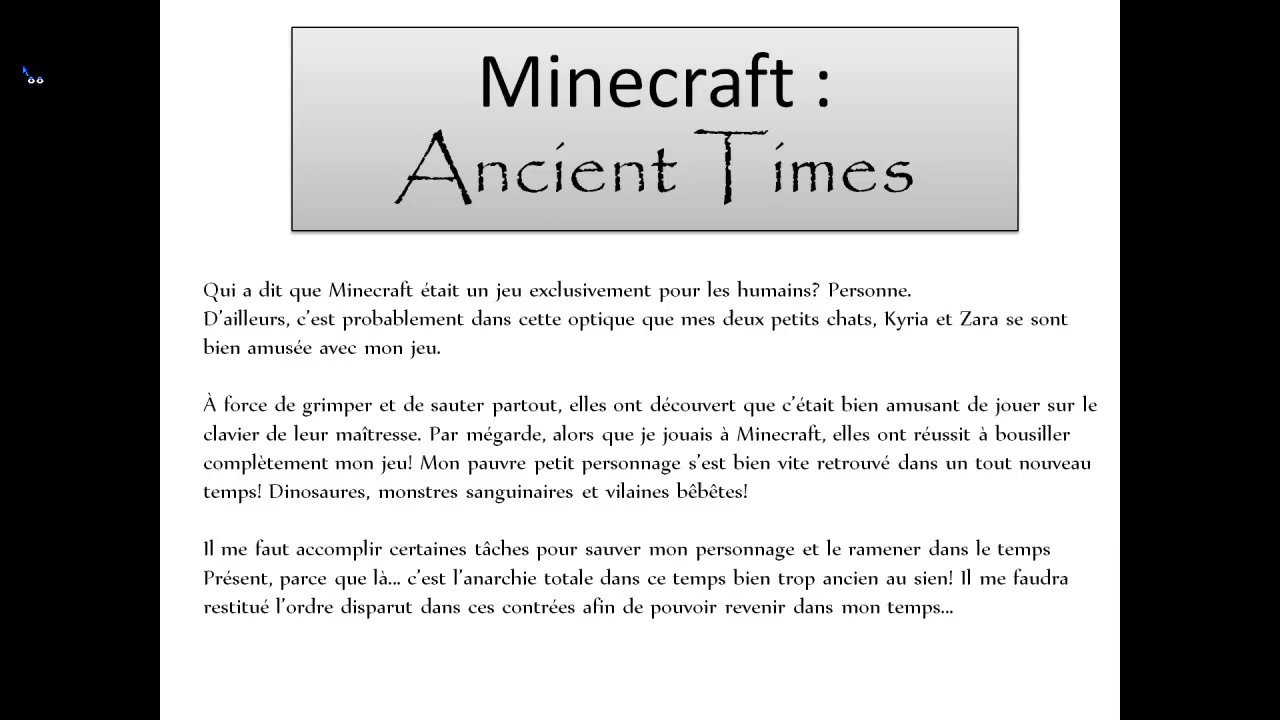 Minecraft :
Ancient Times
Qui a dit que Minecraft était un jeu exclusivement pour les humains? Personne.
D'ailleurs, c'est probablement dans cette optique que mes deux petits chats, Kyria et Zara se sont
bien amusée avec mon jeu.
À force de grimper et de sauter partout, elles ont découvert que c'était bien amusant de jouer sur le
clavier de leur maîtresse. Par mégarde, alors que je jouais à Minecraft, elles ont réussit à bousiller
complètement mon jeu! Mon pauvre petit personnage s'est bien vite retrouvé dans un tout nouveau
temps! Dinosaures, monstres sanguinaires et vilaines bêbêtes!
Il me faut accomplir certaines tâches pour sauver mon personnage et le ramener dans le temps
Présent, parce que là... c'est l'anarchie totale dans ce temps bien trop ancien au sien! Il me faudra
restitué l'ordre disparut dans ces contrées afin de pouvoir revenir dans mon temps...